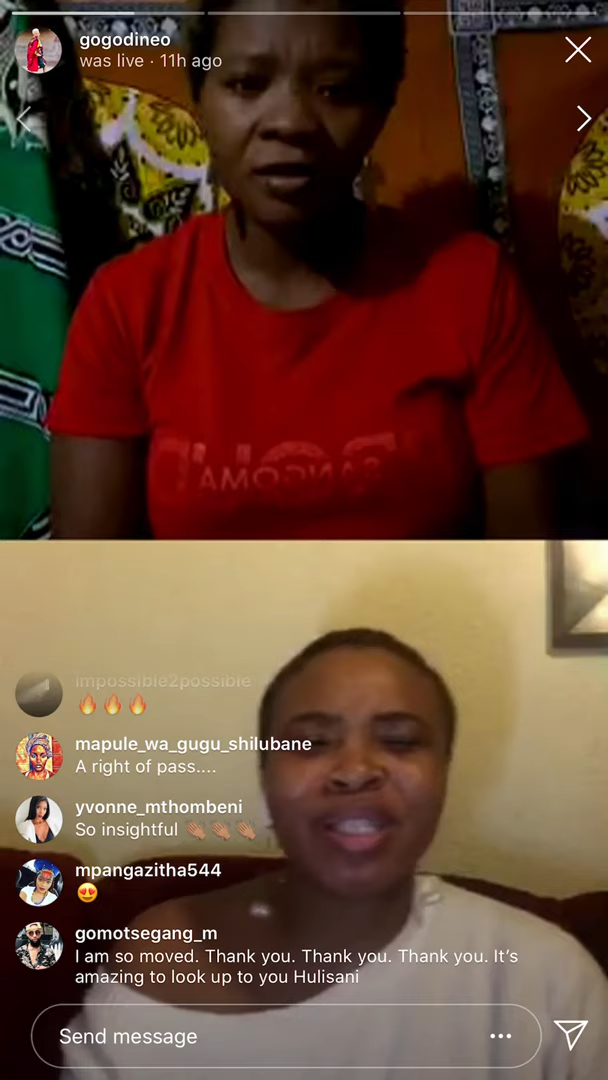 gogodineo
was live · 11h ago
SANGOMA
impossible2possible
🔥🔥🔥
mapule_wa_gugu_shilubane
A right of pass....
yvonne_mthombeni
So insightful 👏🏽👏🏽👏🏽
mpangazitha544
😍
gomotsegang_m
I am so moved. Thank you. Thank you. Thank you. It’s
amazing to look up to you Hulisani
Send message